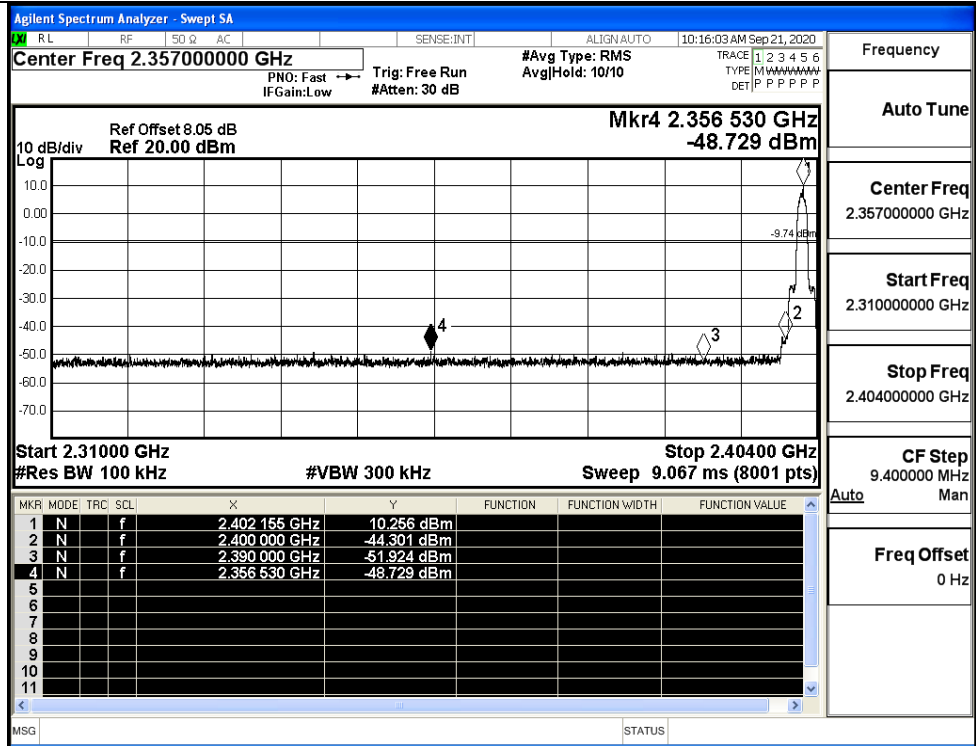 Agilent Spectrum Analyzer - Swept SA
LXI RL RF 50 Ω AC SENSE:INT ALIGN AUTO 10:16:03 AM Sep 21, 2020
Center Freq 2.357000000 GHz
PNO: Fast
IFGain:Low
Trig: Free Run
#Atten: 30 dB
#Avg Type: RMS
Avg|Hold: 10/10
TRACE 1 2 3 4 5 6
TYPE M WWWWW
DET P P P P P P
Ref Offset 8.05 dB
10 dB/div Ref 20.00 dBm
Log
Mkr4 2.356 530 GHz
-48.729 dBm
10.0
0.00
-10.0
-20.0
-30.0
-40.0
-50.0
-60.0
-70.0
-9.74 dBm
4
3
2
Start 2.31000 GHz Stop 2.40400 GHz
#Res BW 100 kHz #VBW 300 kHz Sweep 9.067 ms (8001 pts)
MKR MODE TRC SCL X Y FUNCTION FUNCTION WIDTH FUNCTION VALUE
1 N f 2.402 155 GHz 10.256 dBm
2 N f 2.400 000 GHz -44.301 dBm
3 N f 2.390 000 GHz -51.924 dBm
4 N f 2.356 530 GHz -48.729 dBm
5
6
7
8
9
10
11
MSG STATUS
Frequency
Auto Tune
Center Freq
2.357000000 GHz
Start Freq
2.310000000 GHz
Stop Freq
2.404000000 GHz
CF Step
9.400000 MHz
Auto Man
Freq Offset
0 Hz